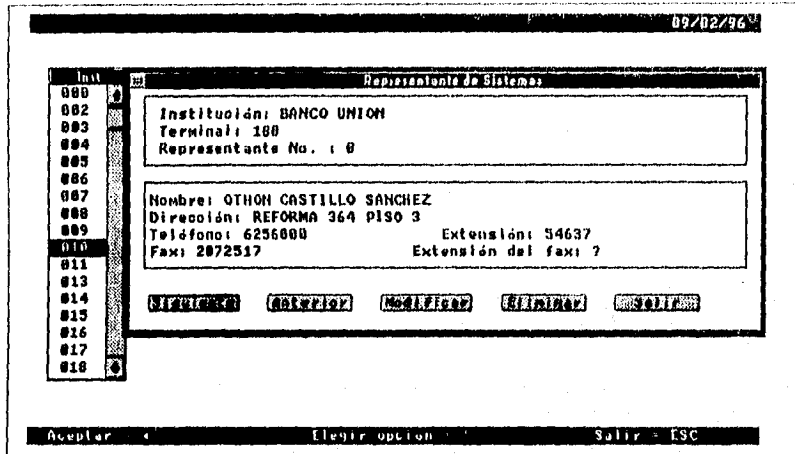 09/02/96
Inst
000
002
003
004
005
006
007
008
009
010
011
013
014
015
016
017
018
Representante de Sistemas
Institución: BANCO UNION
Terminal: 100
Representante No. : 0
Nombre: OTHON CASTILLO SANCHEZ
Dirección: REFORMA 364 PISO 3
Teléfono: 6256000 Extensión: 54637
Fax: 2072517 Extensión del fax: ?
Siguiente Anterior Modificar Eliminar Salir
Aceptar Elegir opcion Salir = ESC